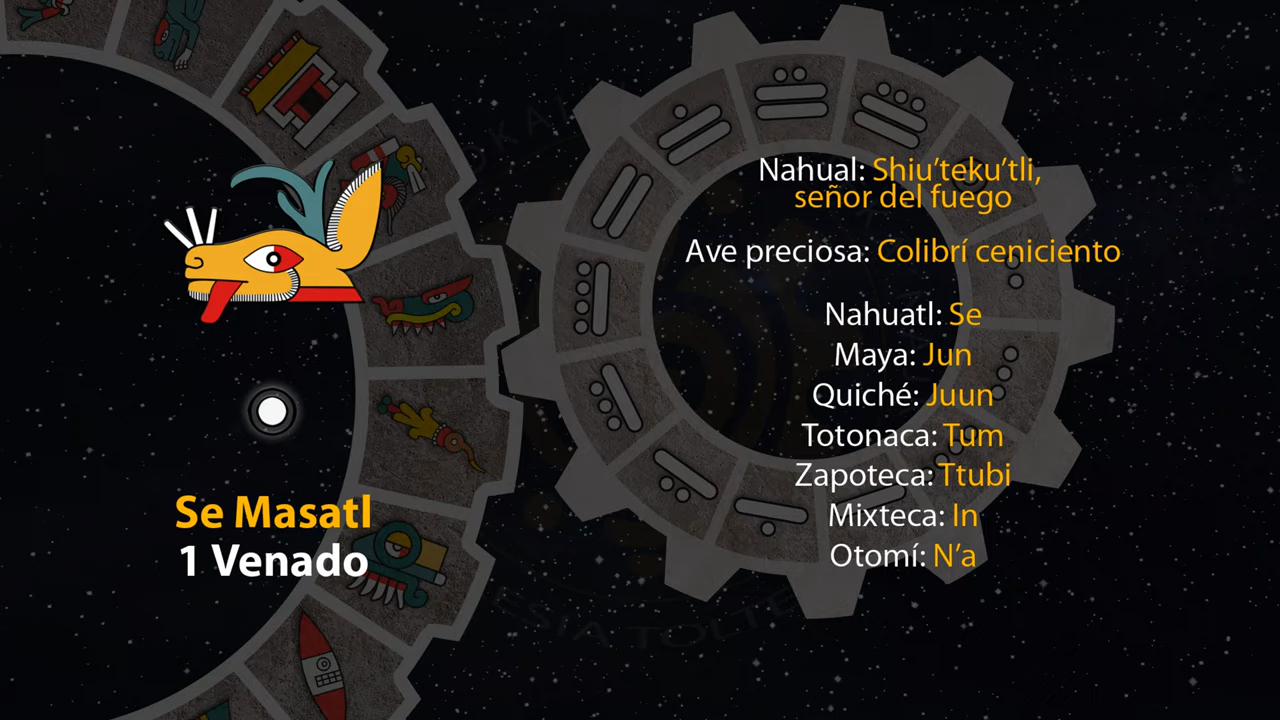 Nahual: Shiu’teku’tli,
señor del fuego
Ave preciosa: Colibrí ceniciento
Nahuatl: Se
Maya: Jun
Quiché: Juun
Totonaca: Tum
Zapoteca: Ttubi
Mixteca: In
Otomí: N’a
Se Masatl
1 Venado